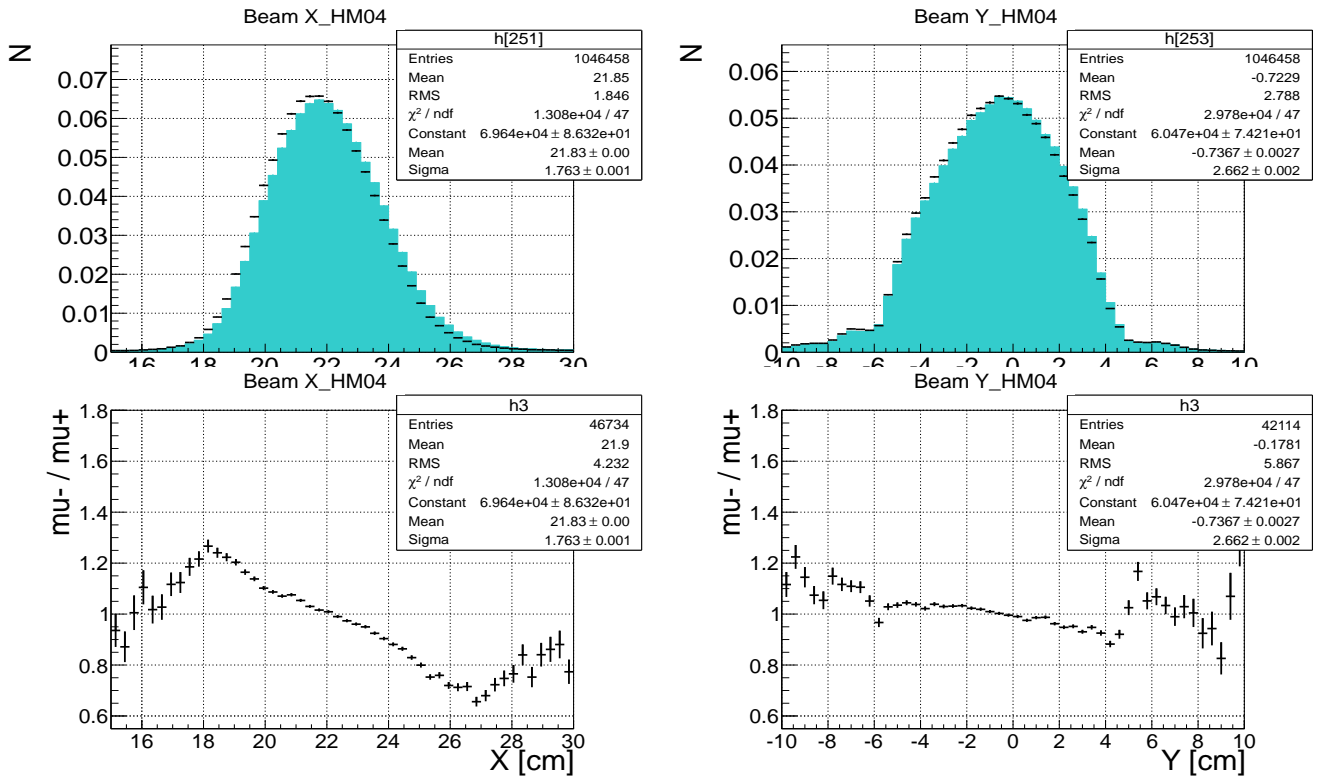 Beam X_HM04
N
h[251]
Entries 1046458
Mean 21.85
RMS 1.846
χ² / ndf 1.308e+04 / 47
Constant 6.964e+04 ± 8.632e+01
Mean 21.83 ± 0.00
Sigma 1.763 ± 0.001
0.07
0.06
0.05
0.04
0.03
0.02
0.01
0
16 18 20 22 24 26 28 30
Beam Y_HM04
N
h[253]
Entries 1046458
Mean -0.7229
RMS 2.788
χ² / ndf 2.978e+04 / 47
Constant 6.047e+04 ± 7.421e+01
Mean -0.7367 ± 0.0027
Sigma 2.662 ± 0.002
0.06
0.05
0.04
0.03
0.02
0.01
0
-10 -8 -6 -4 -2 0 2 4 6 8 10
Beam X_HM04
mu- / mu+
h3
Entries 46734
Mean 21.9
RMS 4.232
χ² / ndf 1.308e+04 / 47
Constant 6.964e+04 ± 8.632e+01
Mean 21.83 ± 0.00
Sigma 1.763 ± 0.001
1.8
1.6
1.4
1.2
1
0.8
0.6
16 18 20 22 24 26 28 30
X [cm]
Beam Y_HM04
mu- / mu+
h3
Entries 42114
Mean -0.1781
RMS 5.867
χ² / ndf 2.978e+04 / 47
Constant 6.047e+04 ± 7.421e+01
Mean -0.7367 ± 0.0027
Sigma 2.662 ± 0.002
1.8
1.6
1.4
1.2
1
0.8
0.6
-10 -8 -6 -4 -2 0 2 4 6 8 10
Y [cm]